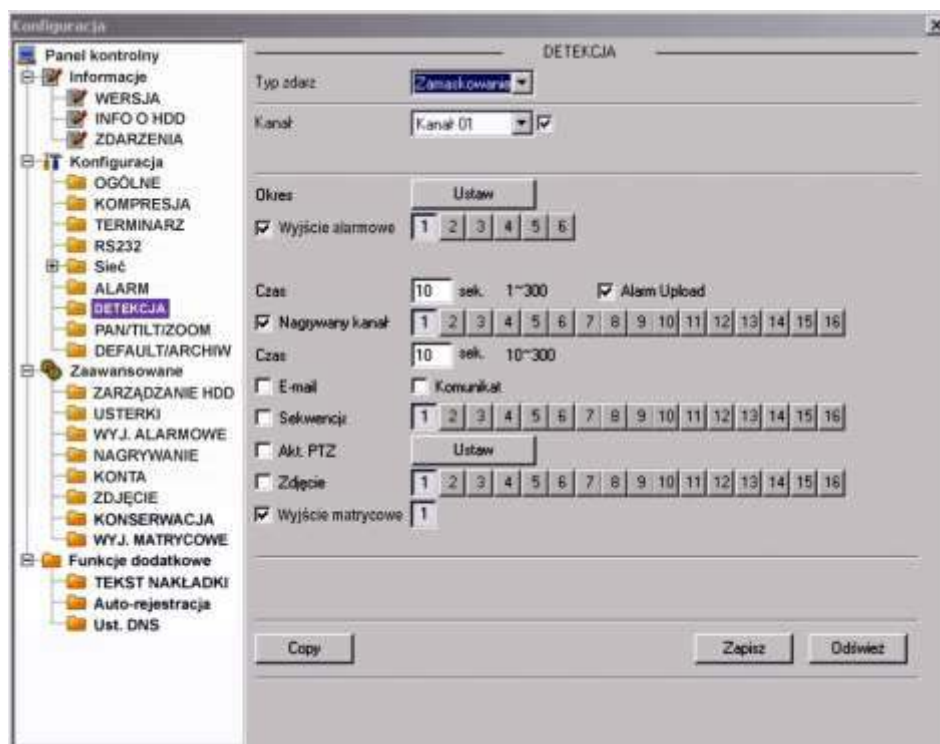 Konfiguracja
Panel kontrolny
Informacje
WERSJA
INFO O HDD
ZDARZENIA
Konfiguracja
OGÓLNE
KOMPRESJA
TERMINARZ
RS232
Sieć
ALARM
DETEKCJA
PAN/TILT/ZOOM
DEFAULT/ARCHIW
Zaawansowane
ZARZĄDZANIE HDD
USTERKI
WYJ. ALARMOWE
NAGRYWANIE
KONTA
ZDJĘCIE
KONSERWACJA
WYJ. MATRYCOWE
Funkcje dodatkowe
TEKST NAKŁADKI
Auto-rejestracja
Ust. DNS
DETEKCJA
Typ zdarz Zamaskowanie
Kanał Kanał 01
Okres Ustaw
Wyjście alarmowe 1 2 3 4 5 6
Czas 10 sek. 1~300 Alarm Upload
Nagrywany kanał 1 2 3 4 5 6 7 8 9 10 11 12 13 14 15 16
Czas 10 sek. 10~300
E-mail Komunikat
Sekwencja 1 2 3 4 5 6 7 8 9 10 11 12 13 14 15 16
Akt. PTZ Ustaw
Zdjęcie 1 2 3 4 5 6 7 8 9 10 11 12 13 14 15 16
Wyjście matrycowe 1
Copy Zapisz Odśwież